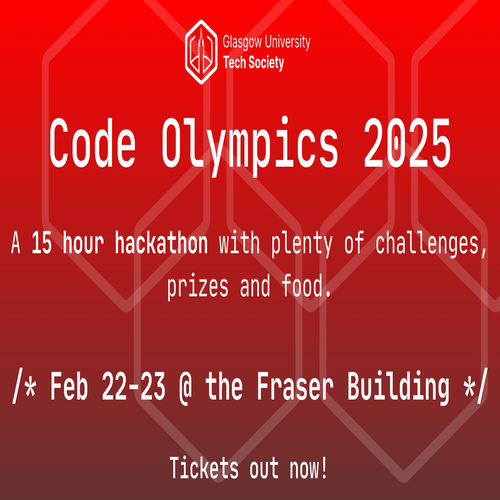 Glasgow University
Tech Society
Code Olympics 2025
A 15 hour hackathon with plenty of challenges,
prizes and food.
/* Feb 22-23 @ the Fraser Building */
Tickets out now!